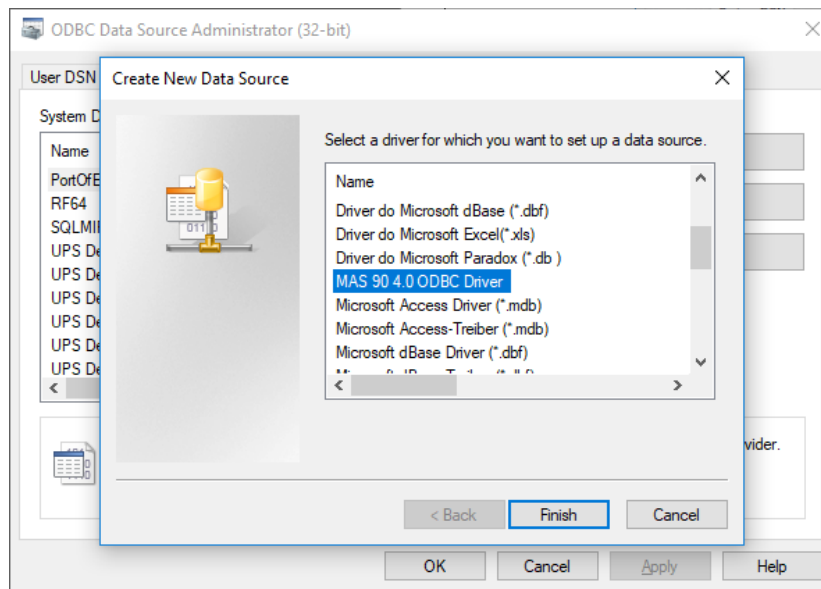 ODBC Data Source Administrator (32-bit)
User DSN
Create New Data Source
System D
Name
PortOfE
RF64
SQLMI
UPS De
UPS De
UPS De
UPS De
UPS De
UPS De
Select a driver for which you want to set up a data source.
Name
Driver do Microsoft dBase (*.dbf)
Driver do Microsoft Excel(*.xls)
Driver do Microsoft Paradox (*.db )
MAS 90 4.0 ODBC Driver
Microsoft Access Driver (*.mdb)
Microsoft Access-Treiber (*.mdb)
Microsoft dBase Driver (*.dbf)
vider.
< Back
Finish
Cancel
OK
Cancel
Apply
Help